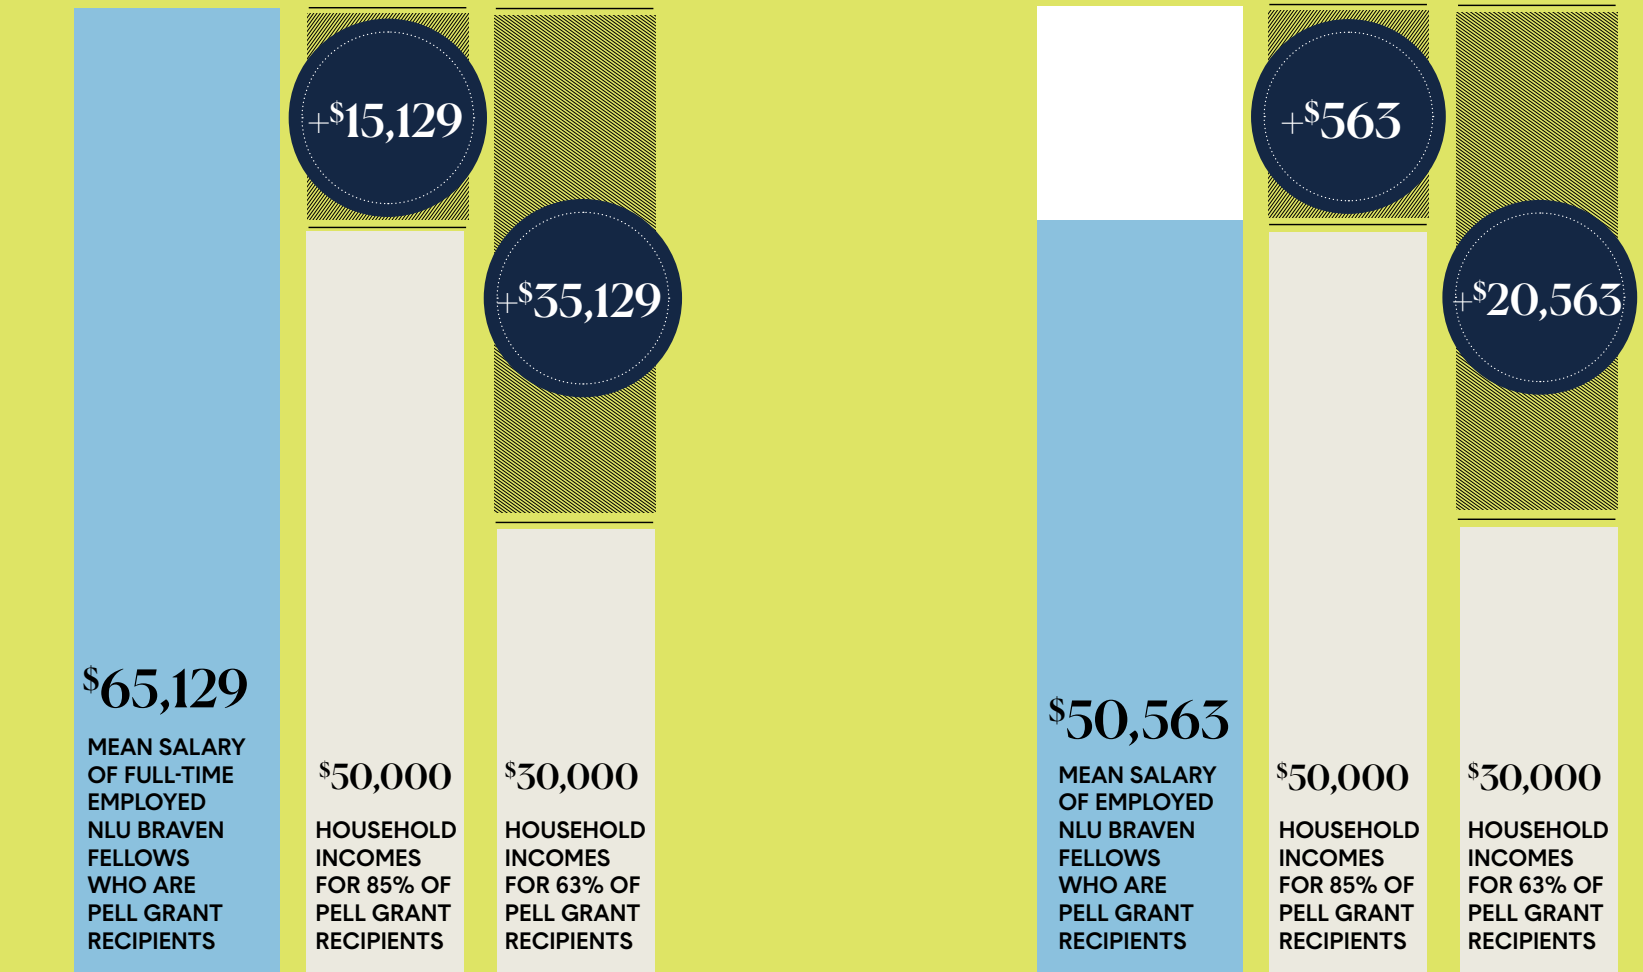 +$15,129
+$35,129
$65,129
MEAN SALARY
OF FULL-TIME
EMPLOYED
NLU BRAVEN
FELLOWS
WHO ARE
PELL GRANT
RECIPIENTS
$50,000
HOUSEHOLD
INCOMES
FOR 85% OF
PELL GRANT
RECIPIENTS
$30,000
HOUSEHOLD
INCOMES
FOR 63% OF
PELL GRANT
RECIPIENTS
+$563
+$20,563
$50,563
MEAN SALARY
OF EMPLOYED
NLU BRAVEN
FELLOWS
WHO ARE
PELL GRANT
RECIPIENTS
$50,000
HOUSEHOLD
INCOMES
FOR 85% OF
PELL GRANT
RECIPIENTS
$30,000
HOUSEHOLD
INCOMES
FOR 63% OF
PELL GRANT
RECIPIENTS